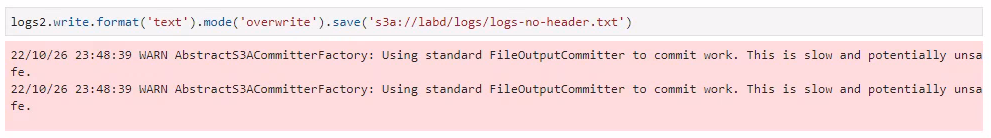 logs2.write.format('text').mode('overwrite').save('s3a://labd/logs/logs-no-header.txt')
22/10/26 23:48:39 WARN AbstractS3ACommitterFactory: Using standard FileOutputCommitter to commit work. This is slow and potentially unsa
fe.
22/10/26 23:48:39 WARN AbstractS3ACommitterFactory: Using standard FileOutputCommitter to commit work. This is slow and potentially unsa
fe.